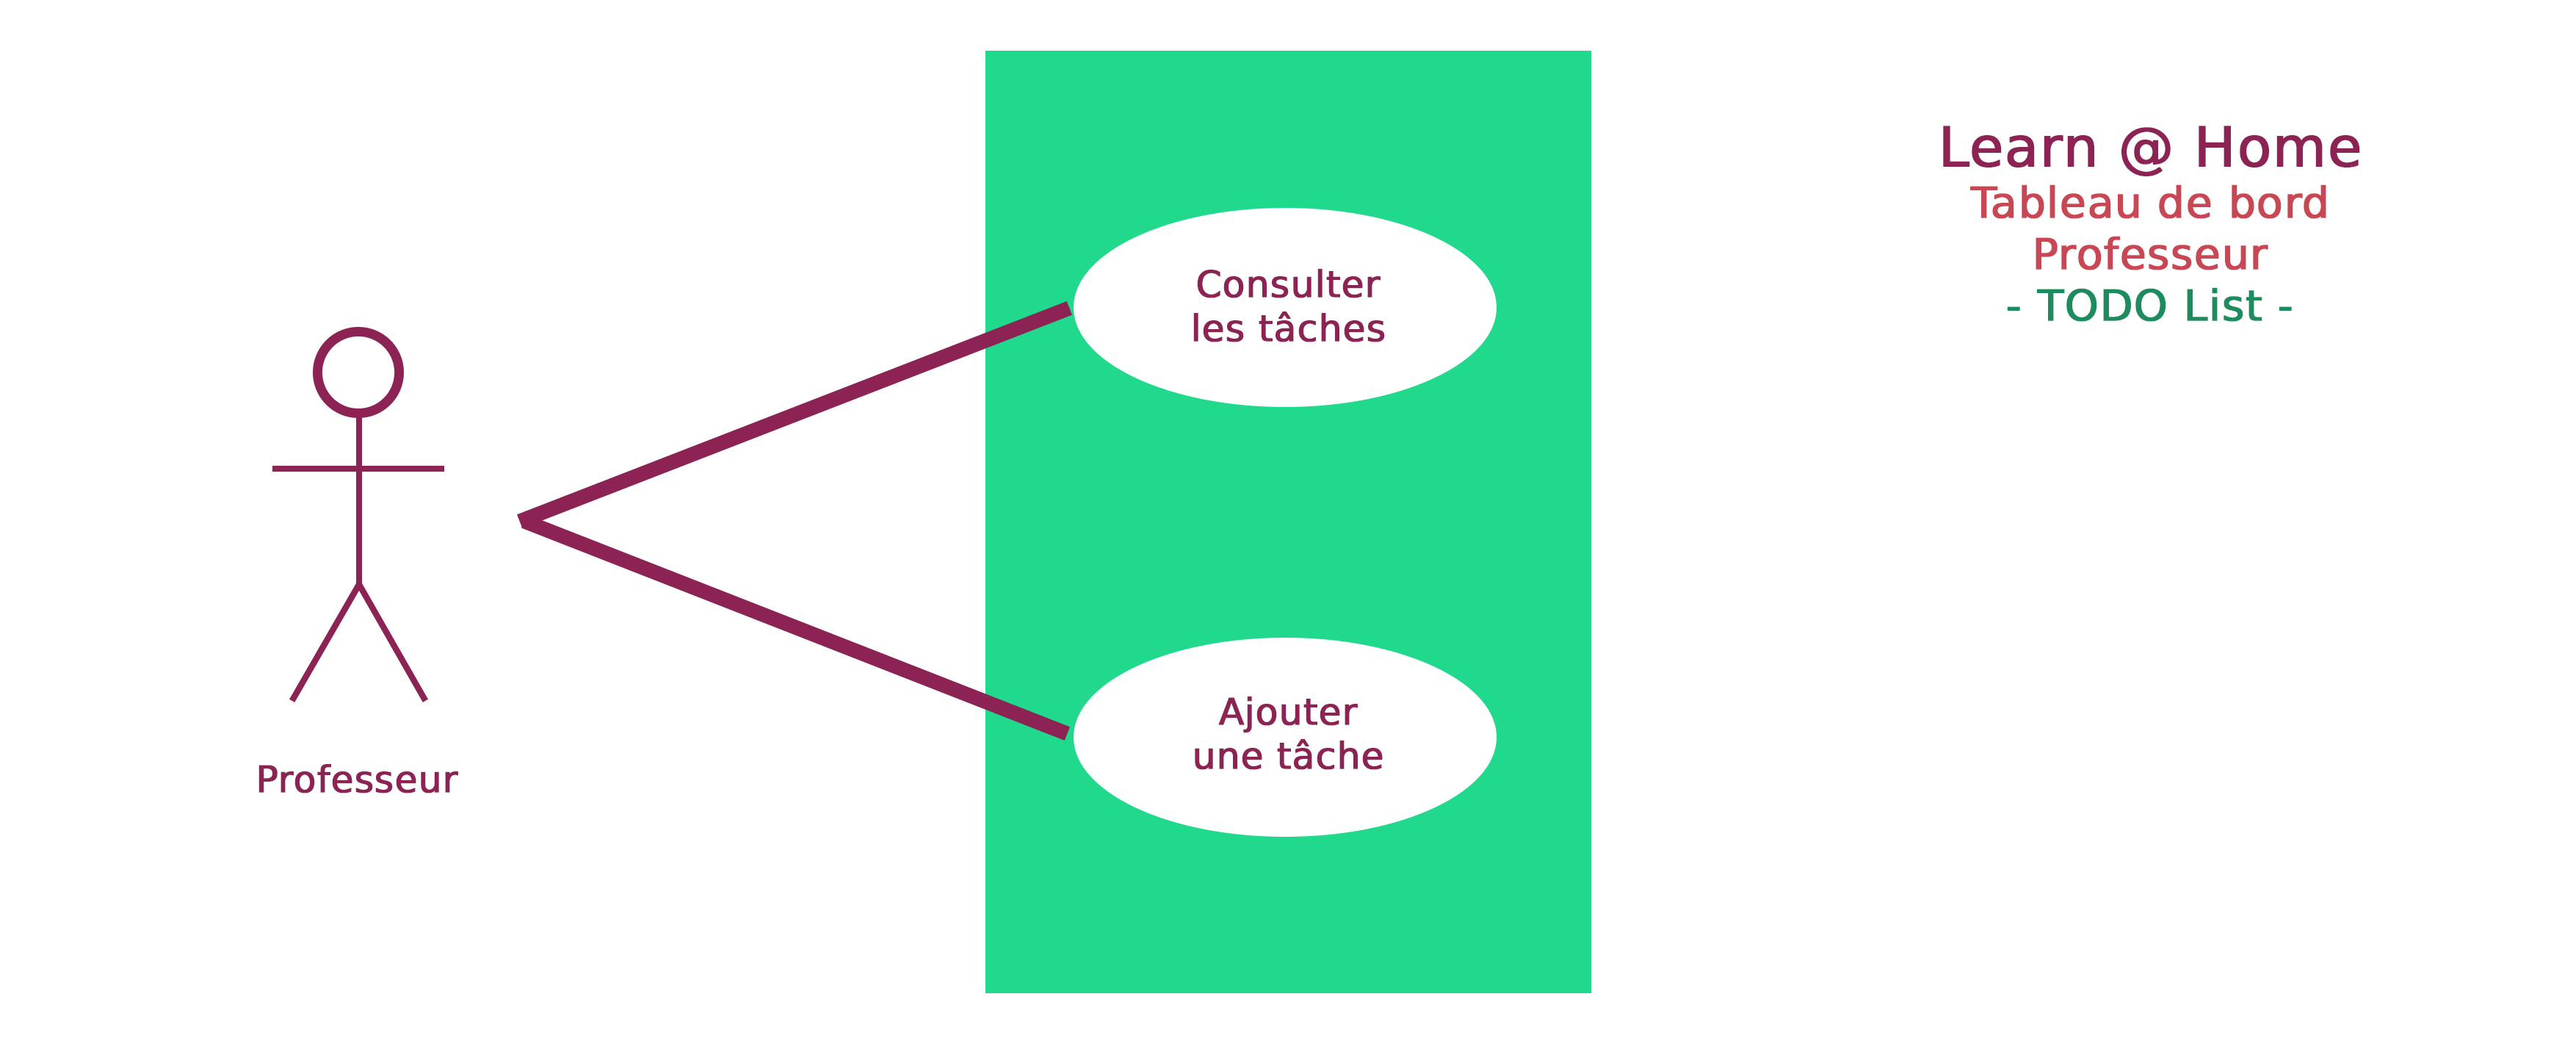 Learn @ Home
Tableau de bord
Professeur
- TODO List -
Consulter
les tâches
Ajouter
une tâche
Professeur